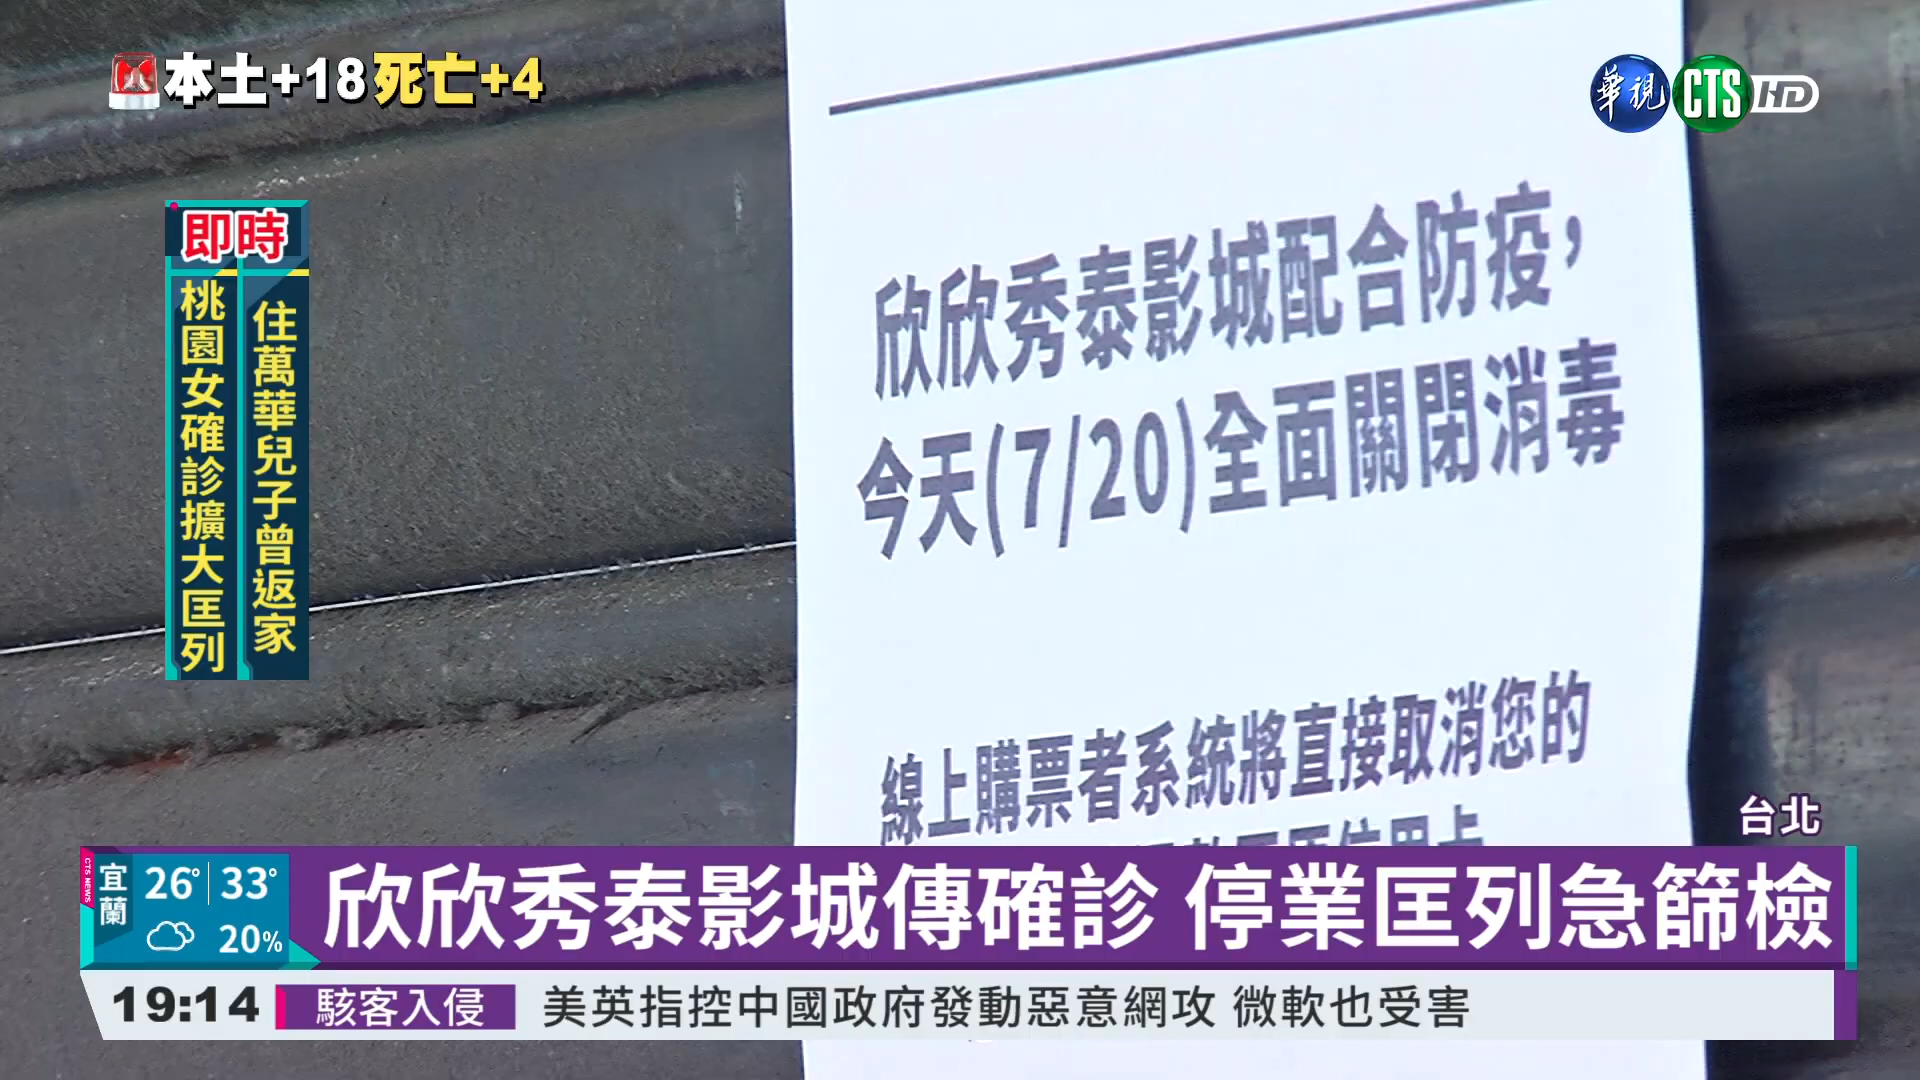 本土+18死亡+4
華視 CTS HD
即時
住萬華兒子曾返家
桃園女確診擴大匡列
欣欣秀泰影城配合防疫，
今天(7/20)全面關閉消毒
線上購票者系統將直接取消您的
信用卡
台北
CTS NEWS
宜蘭
26° 33°
20%
欣欣秀泰影城傳確診 停業匡列急篩檢
19:14 駭客入侵 美英指控中國政府發動惡意網攻 微軟也受害